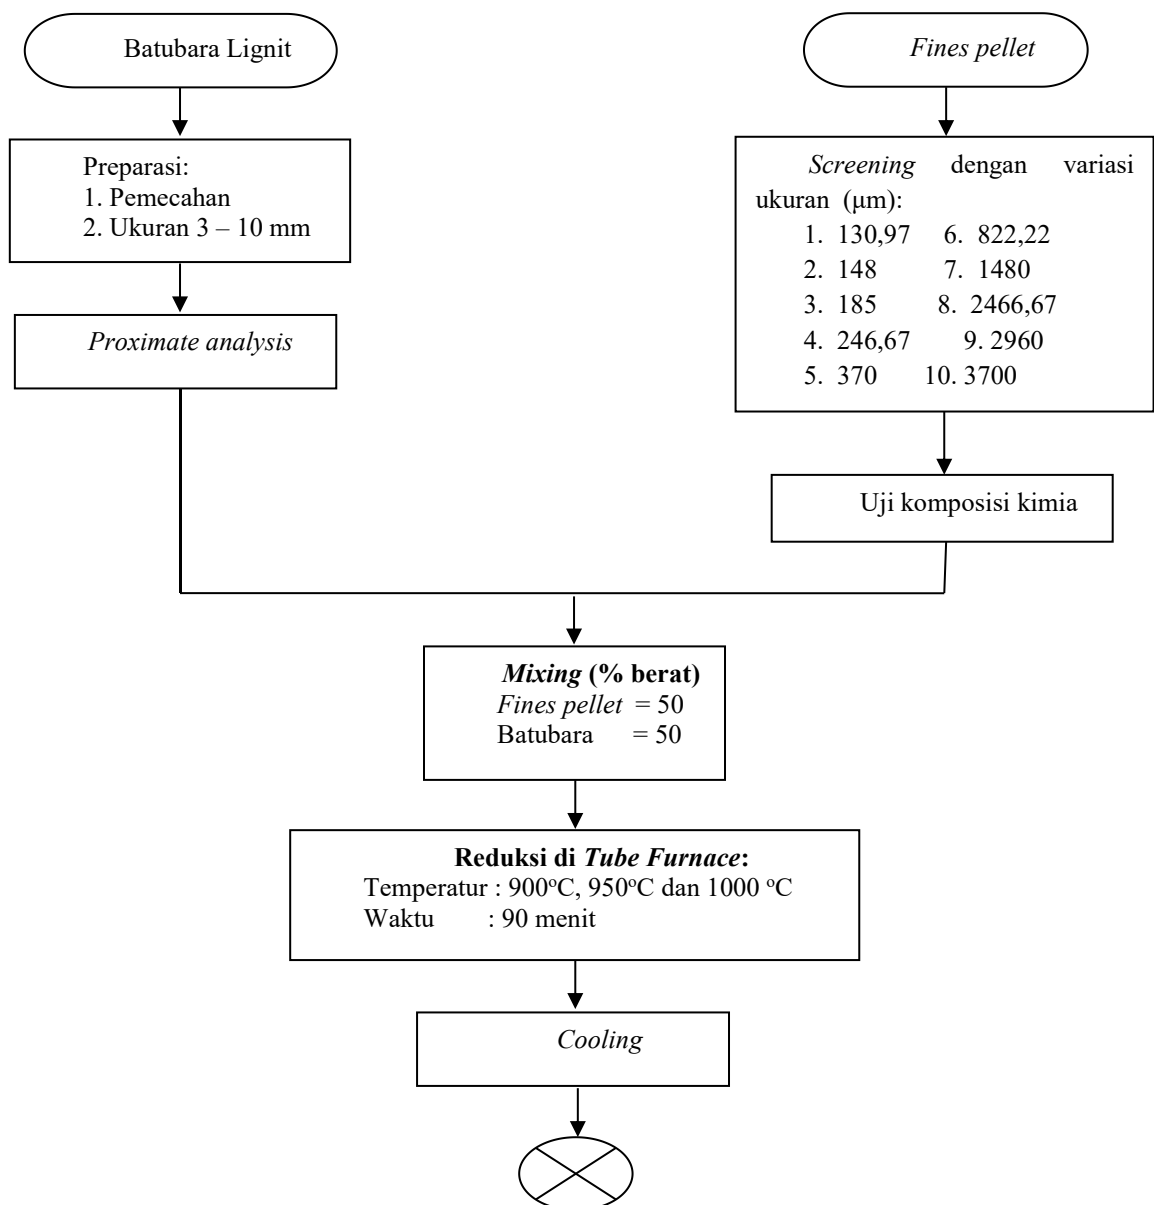 Batubara Lignit
Preparasi:
1. Pemecahan
2. Ukuran 3 – 10 mm
Proximate analysis
Fines pellet
Screening dengan variasi
ukuran (μm):
1. 130,97 6. 822,22
2. 148 7. 1480
3. 185 8. 2466,67
4. 246,67 9. 2960
5. 370 10. 3700
Uji komposisi kimia
Mixing (% berat)
Fines pellet = 50
Batubara = 50
Reduksi di Tube Furnace:
Temperatur : 900°C, 950°C dan 1000 °C
Waktu : 90 menit
Cooling